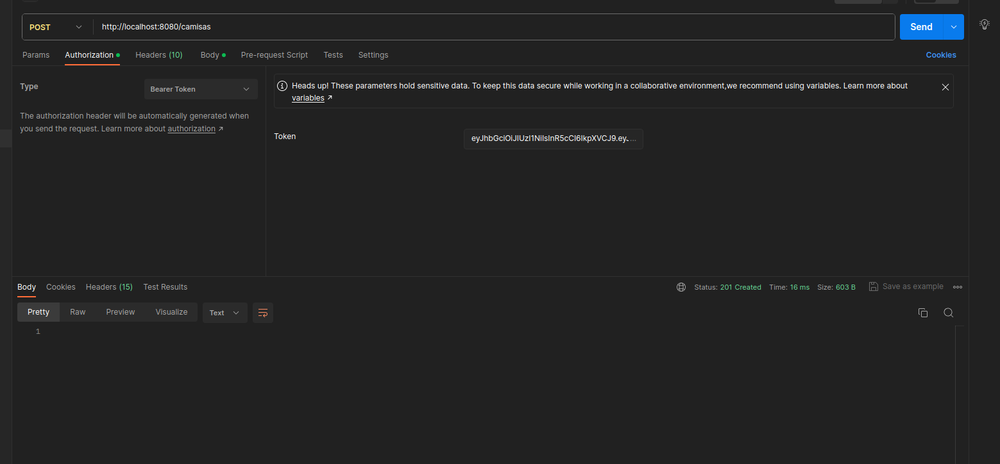 POST
http://localhost:8080/camisas
Send
Params
Authorization
Headers (10)
Body
Pre-request Script
Tests
Settings
Cookies
Type
Bearer Token
The authorization header will be automatically generated when
you send the request. Learn more about authorization ↗
Heads up! These parameters hold sensitive data. To keep this data secure while working in a collaborative environment,we recommend using variables. Learn more about
variables ↗
Token
eyJhbGciOiJIUzI1NiIsInR5cCI6IkpXVCJ9.eyJ...
Body
Cookies
Headers (15)
Test Results
Status: 201 Created
Time: 16 ms
Size: 603 B
Save as example
Pretty
Raw
Preview
Visualize
Text
1